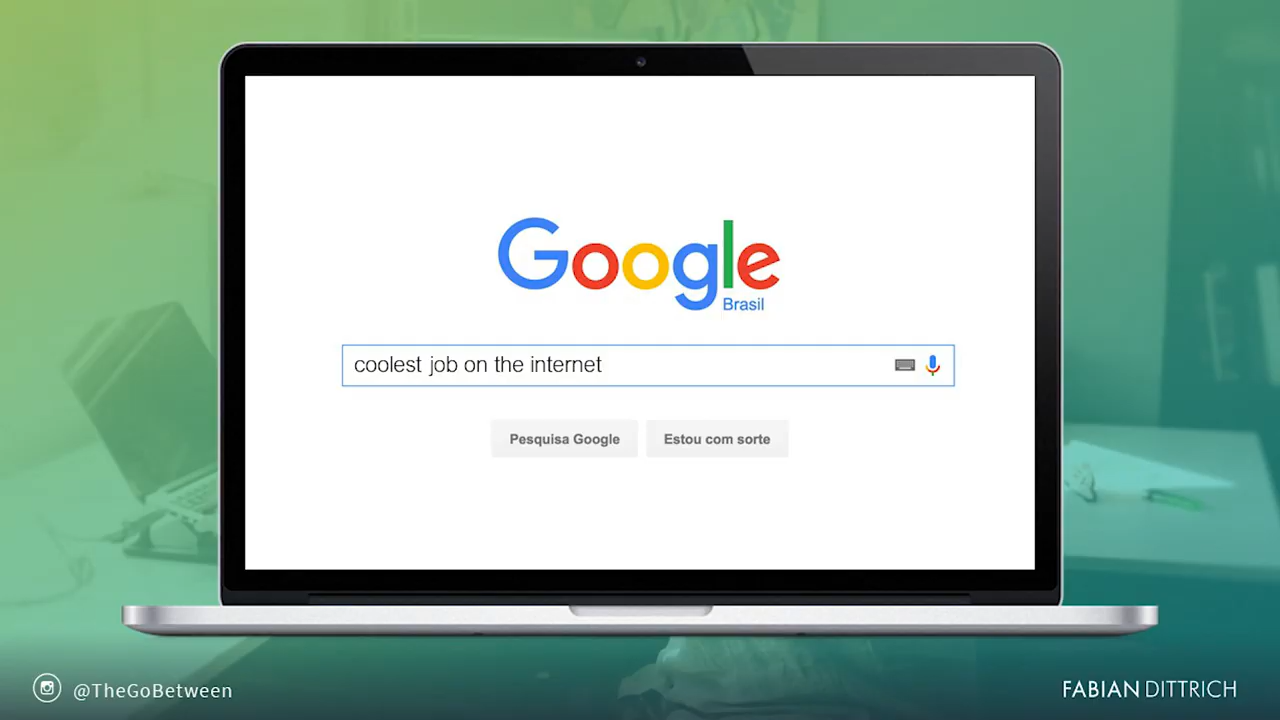 Google
Brasil
coolest job on the internet
Pesquisa Google
Estou com sorte
@TheGoBetween
FABIAN DITTRICH